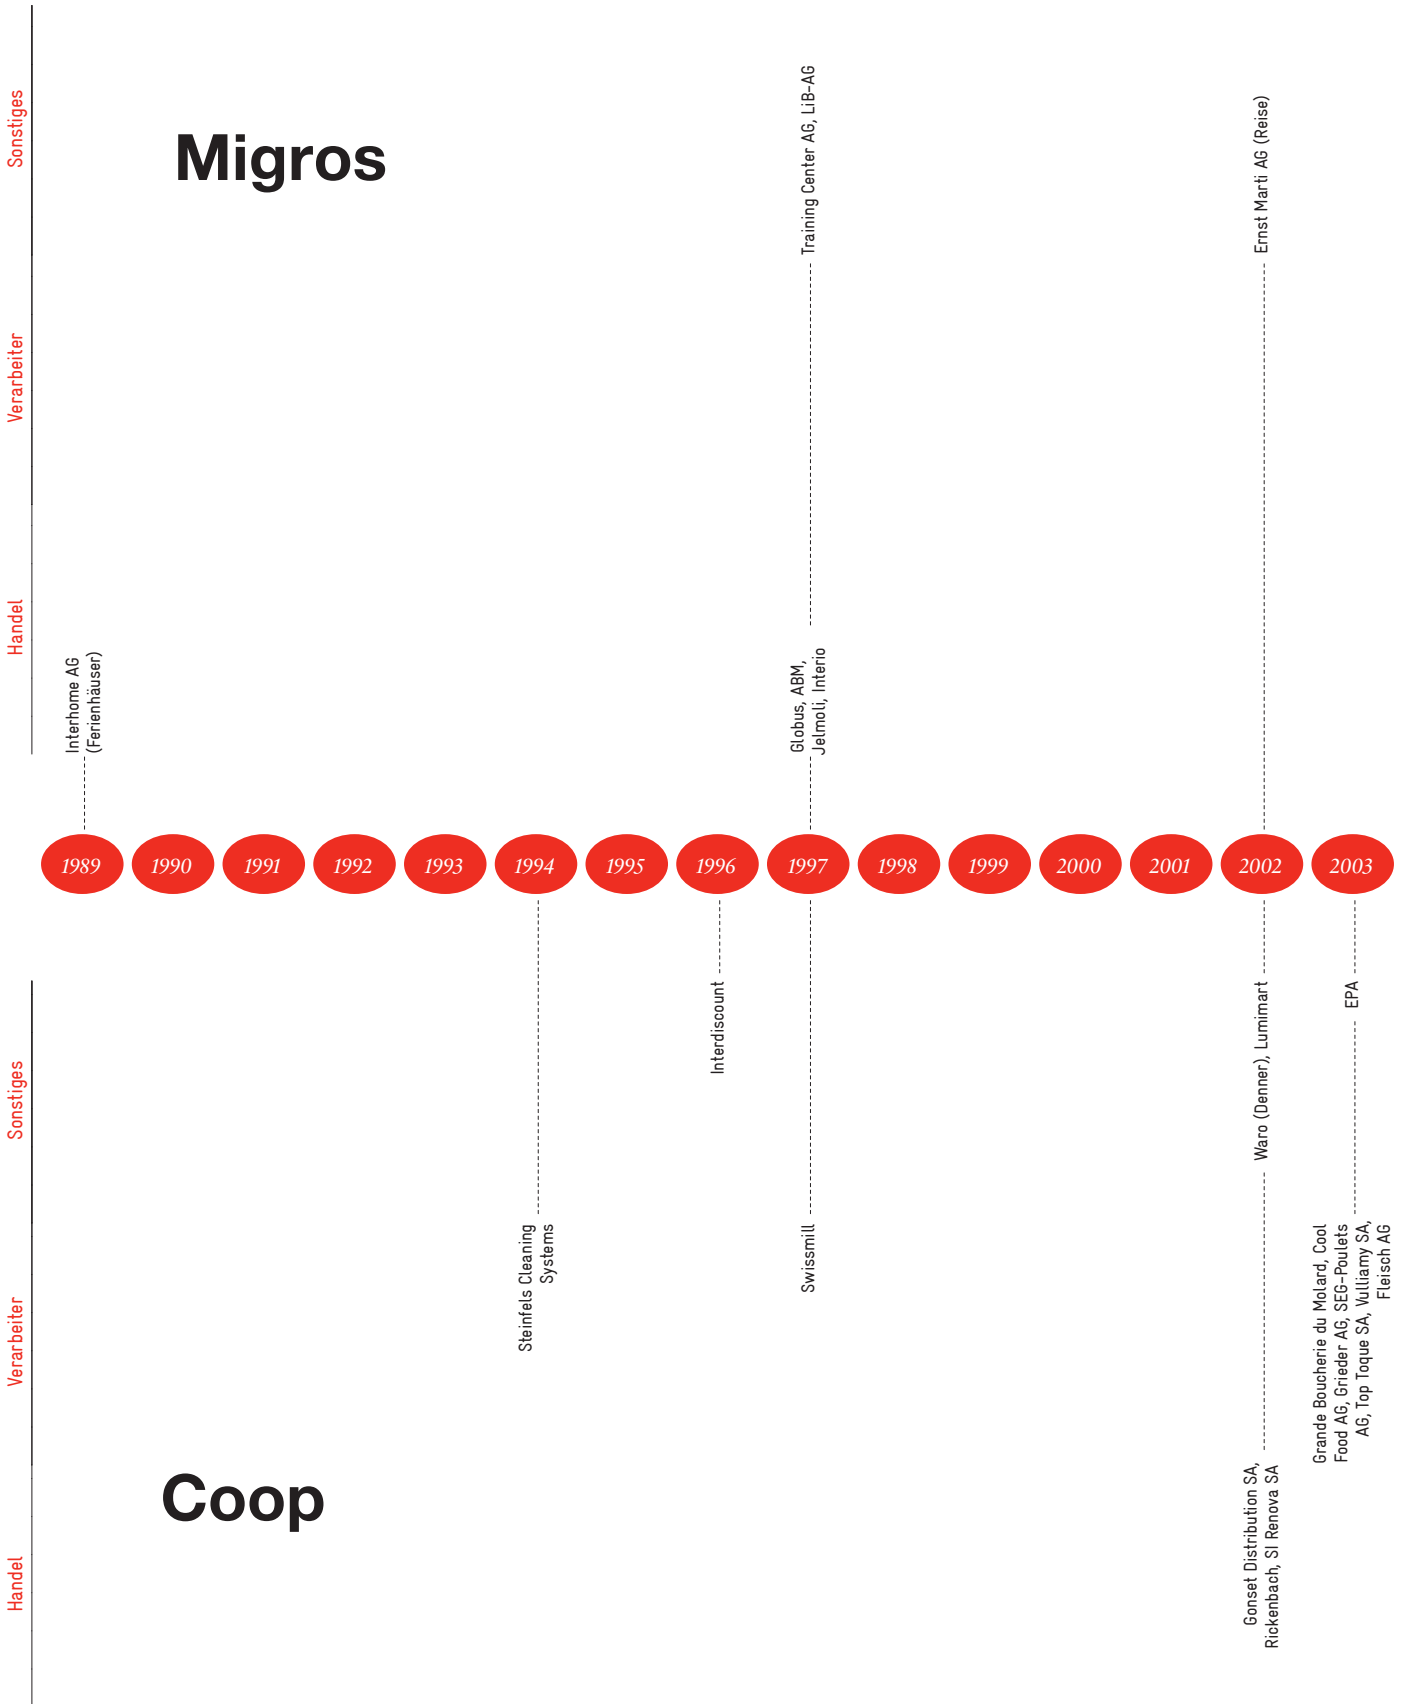 Migros
Sonstiges
Training Center AG, LiB-AG
Ernst Marti AG (Reise)
Verarbeiter
Handel
Interhome AG
(Ferienhäuser)
Globus, ABM,
Jelmoli, Interio
1989
1990
1991
1992
1993
1994
1995
1996
1997
1998
1999
2000
2001
2002
2003
Sonstiges
Interdiscount
Waro (Denner), Lumimart
EPA
Verarbeiter
Steinfels Cleaning
Systems
Swissmill
Grande Boucherie du Molard, Cool
Food AG, Grieder AG, SEG-Poulets
AG, Top Toque SA, Vulliamy SA,
Fleisch AG
Coop
Handel
Gonset Distribution SA,
Rickenbach, SI Renova SA